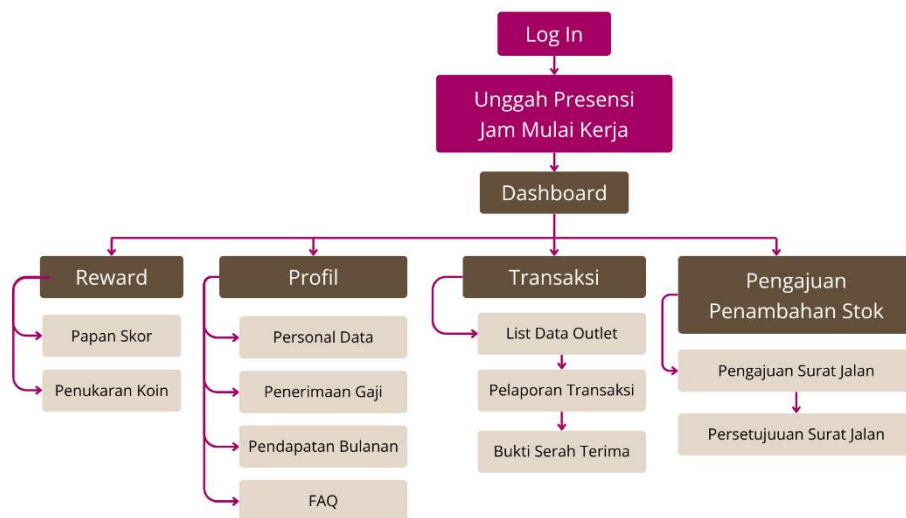 Log In
Unggah Presensi
Jam Mulai Kerja
Dashboard
Reward
Papan Skor
Penukaran Koin
Profil
Personal Data
Penerimaan Gaji
Pendapatan Bulanan
FAQ
Transaksi
List Data Outlet
Pelaporan Transaksi
Bukti Serah Terima
Pengajuan
Penambahan Stok
Pengajuan Surat Jalan
Persetujuuan Surat Jalan